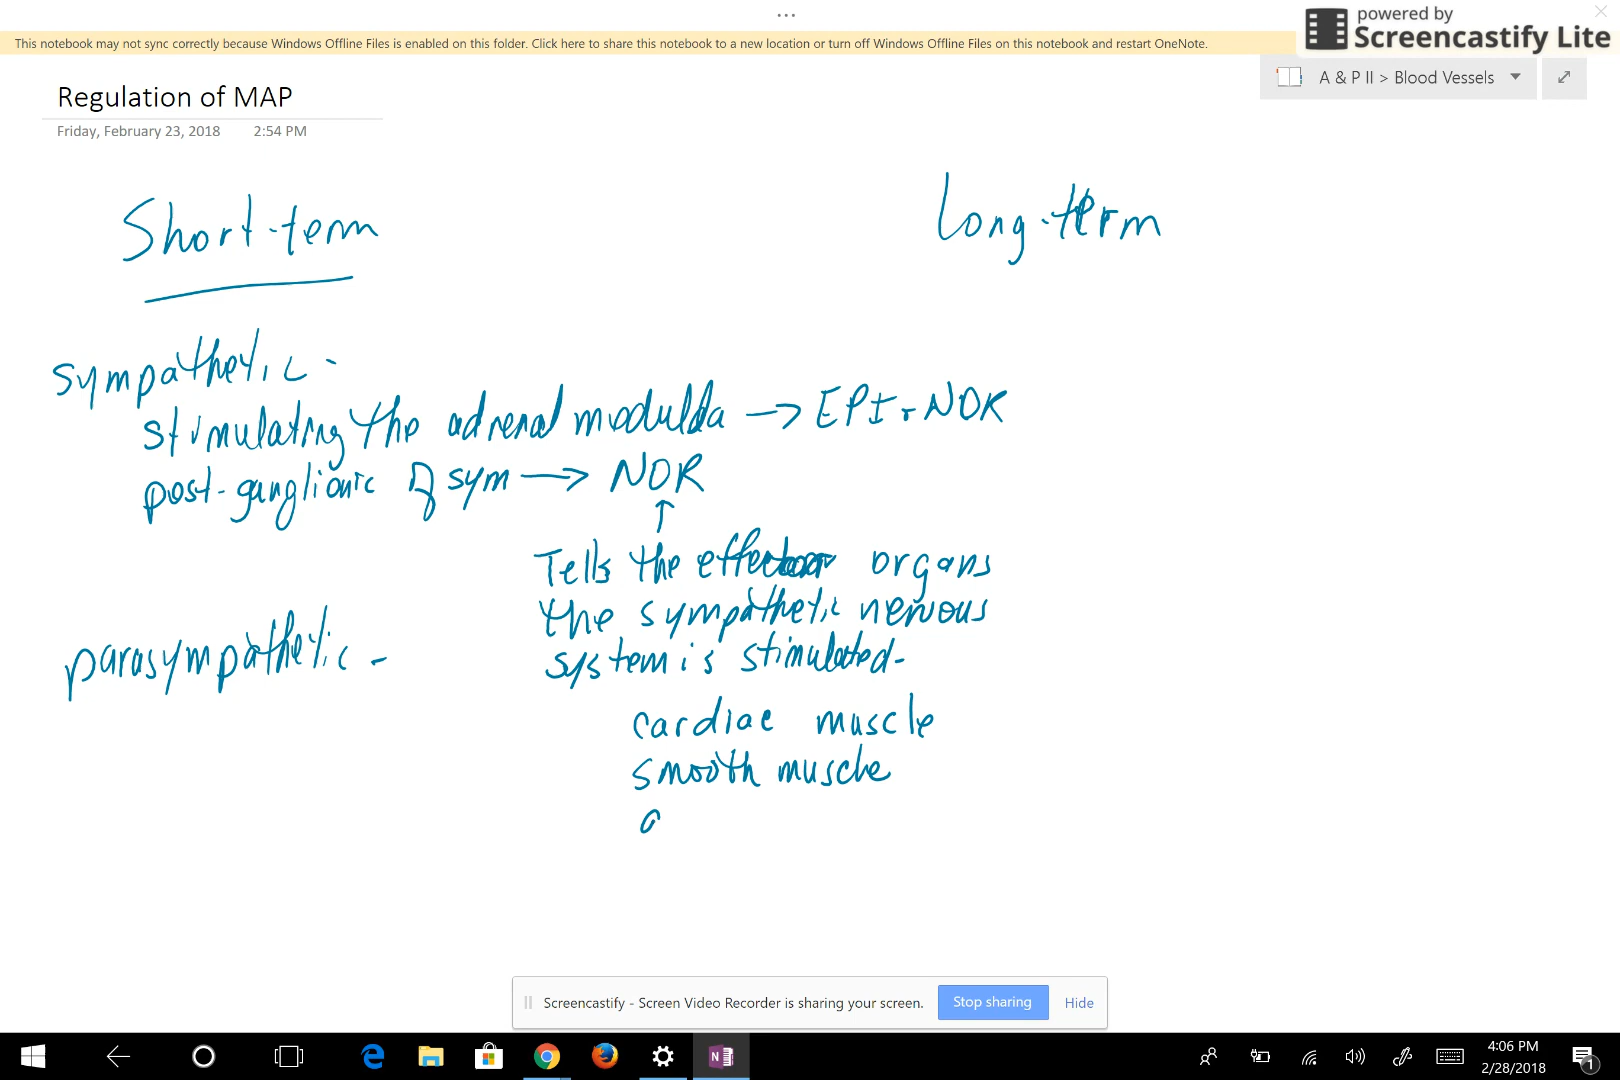 ...
powered by
Screencastify Lite
This notebook may not sync correctly because Windows Offline Files is enabled on this folder. Click here to share this notebook to a new location or turn off Windows Offline Files on this notebook and restart OneNote.
A & P II > Blood Vessels
Regulation of MAP
Friday, February 23, 2018 2:54 PM
Short-term
Long-term
sympathetic -
stimulating the adrenal modulda → EPI + NOR
post-ganglionic of sym → NOR
↑
Tells the effector organs
the sympathetic nervous
system is stimulated-
parasympathetic -
cardiac muscle
smooth muscle
Screencastify - Screen Video Recorder is sharing your screen. Stop sharing Hide
4:06 PM
2/28/2018
1